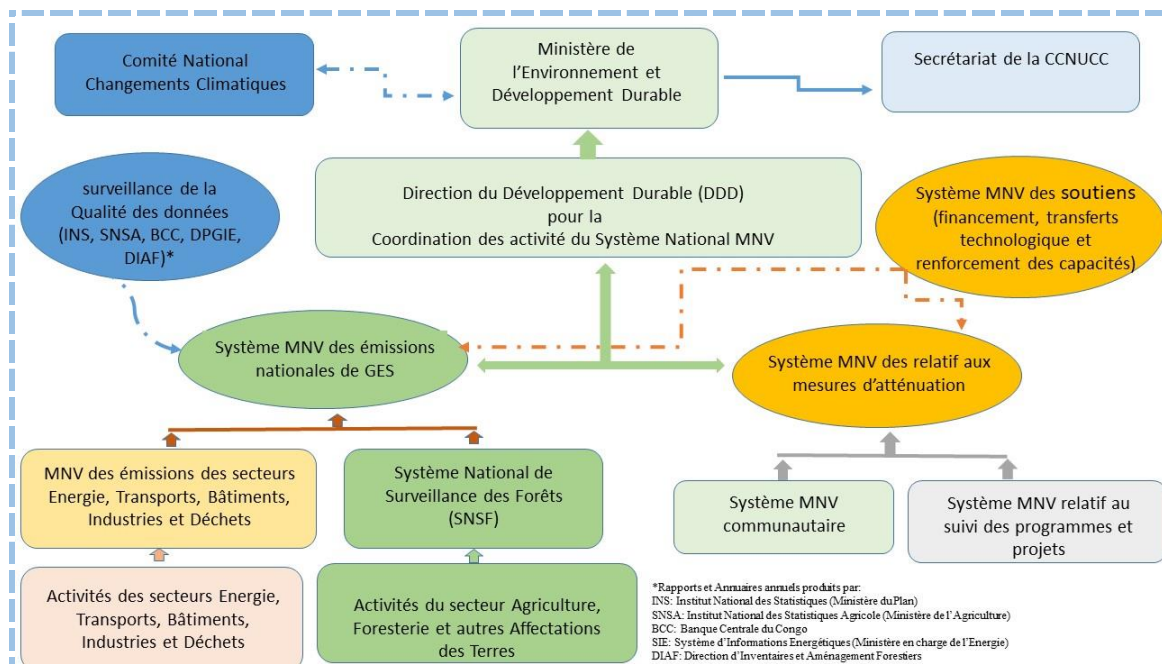 Comité National
Changements Climatiques
Ministère de
l'Environnement et
Développement Durable
Secrétariat de la CCNUCC
surveillance de la
Qualité des données
(INS, SNSA, BCC, DPGIE,
DIAF)*
Direction du Développement Durable (DDD)
pour la
Coordination des activité du Système National MNV
Système MNV des soutiens
(financement, transferts
technologique et
renforcement des capacités)
Système MNV des émissions
nationales de GES
Système MNV des relatif aux
mesures d'atténuation
MNV des émissions des secteurs
Energie, Transports, Bâtiments,
Industries et Déchets
Système National de
Surveillance des Forêts
(SNSF)
Système MNV
communautaire
Système MNV relatif au
suivi des programmes et
projets
Activités des secteurs Energie,
Transports, Bâtiments,
Industries et Déchets
Activités du secteur Agriculture,
Foresterie et autres Affectations
des Terres
*Rapports et Annuaires annuels produits par:
INS: Institut National des Statistiques (Ministère du Plan)
SNSA: Institut National des Statistiques Agricole (Ministère de l'Agriculture)
BCC: Banque Centrale du Congo
SIE: Système d'Informations Energétiques (Ministère en charge de l'Energie)
DIAF: Direction d'Inventaires et Aménagement Forestiers